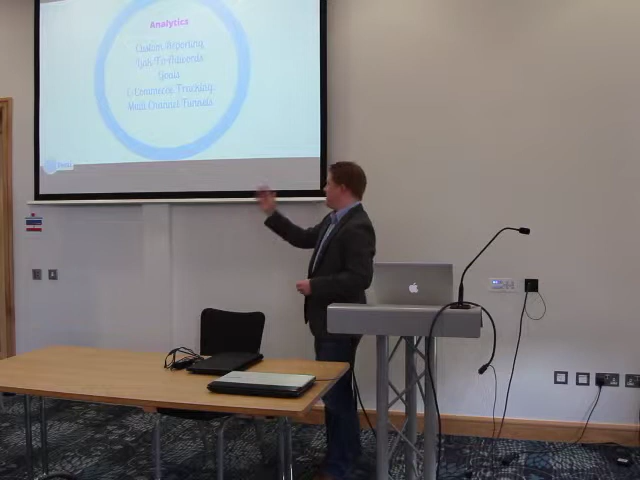 Analytics
Custom Reporting
Link To Adwords
Goals
E-Commerce Tracking
Multi Channel Funnels